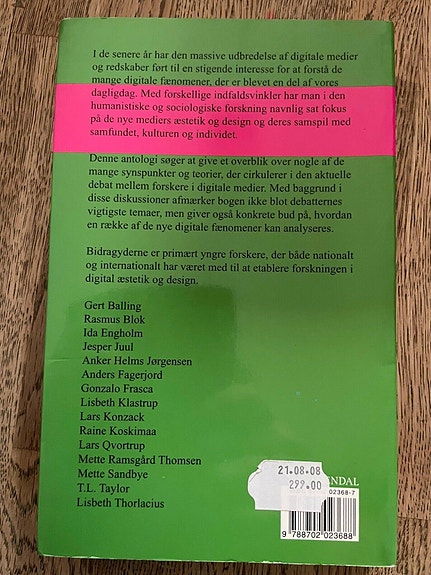 I de senere år har den massive udbredelse af digitale medier
og redskaber ført til en stigende interesse for at forstå de
mange digitale fænomener, der er blevet en del af vores
dagligdag. Med forskellige indfaldsvinkler har man i den
humanistiske og sociologiske forskning navnlig sat fokus
på de nye mediers æstetik og design og deres samspil med
samfundet, kulturen og individet.
Denne antologi søger at give et overblik over nogle af de
mange synspunkter og teorier, der cirkulerer i den aktuelle
debat mellem forskere i digitale medier. Med baggrund i
disse diskussioner afmærker bogen ikke blot debatternes
vigtigste temaer, men giver også konkrete bud på, hvordan
en række af de nye digitale fænomener kan analyseres.
Bidragyderne er primært yngre forskere, der både nationalt
og internationalt har været med til at etablere forskningen i
digital æstetik og design.
Gert Balling
Rasmus Blok
Ida Engholm
Jesper Juul
Anker Helms Jørgensen
Anders Fagerjord
Gonzalo Frasca
Lisbeth Klastrup
Lars Konzack
Raine Koskimaa
Lars Qvortrup
Mette Ramsgård Thomsen
Mette Sandbye
T.L. Taylor
Lisbeth Thorlacius
21.08.08
299.00
NDAL
02368-7
9 788702 023688